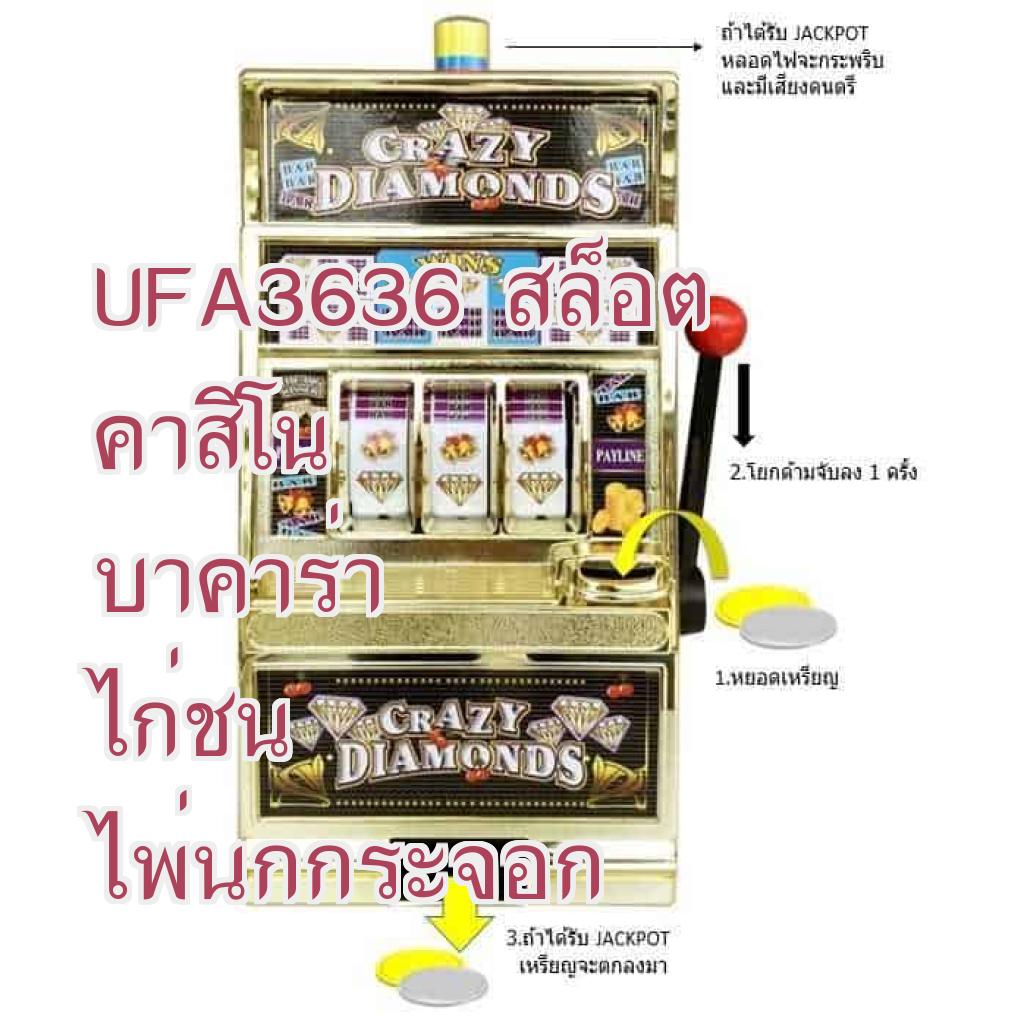 ถ้าได้รับ JACKPOT
หลอดไฟจะกระพริบ
และมีเสียงดนตรี
CRAZY
DIAMONDS
WINS
UFA3636 สล็อต
คาสิโน
บาคาร่า
ไก่ชน
ไพ่นกกระจอก
PAYLINE
2.โยกด้ามจับลง 1 ครั้ง
1.หยอดเหรียญ
CRAZY
DIAMONDS
3.ถ้าได้รับ JACKPOT
เหรียญจะตกลงมา